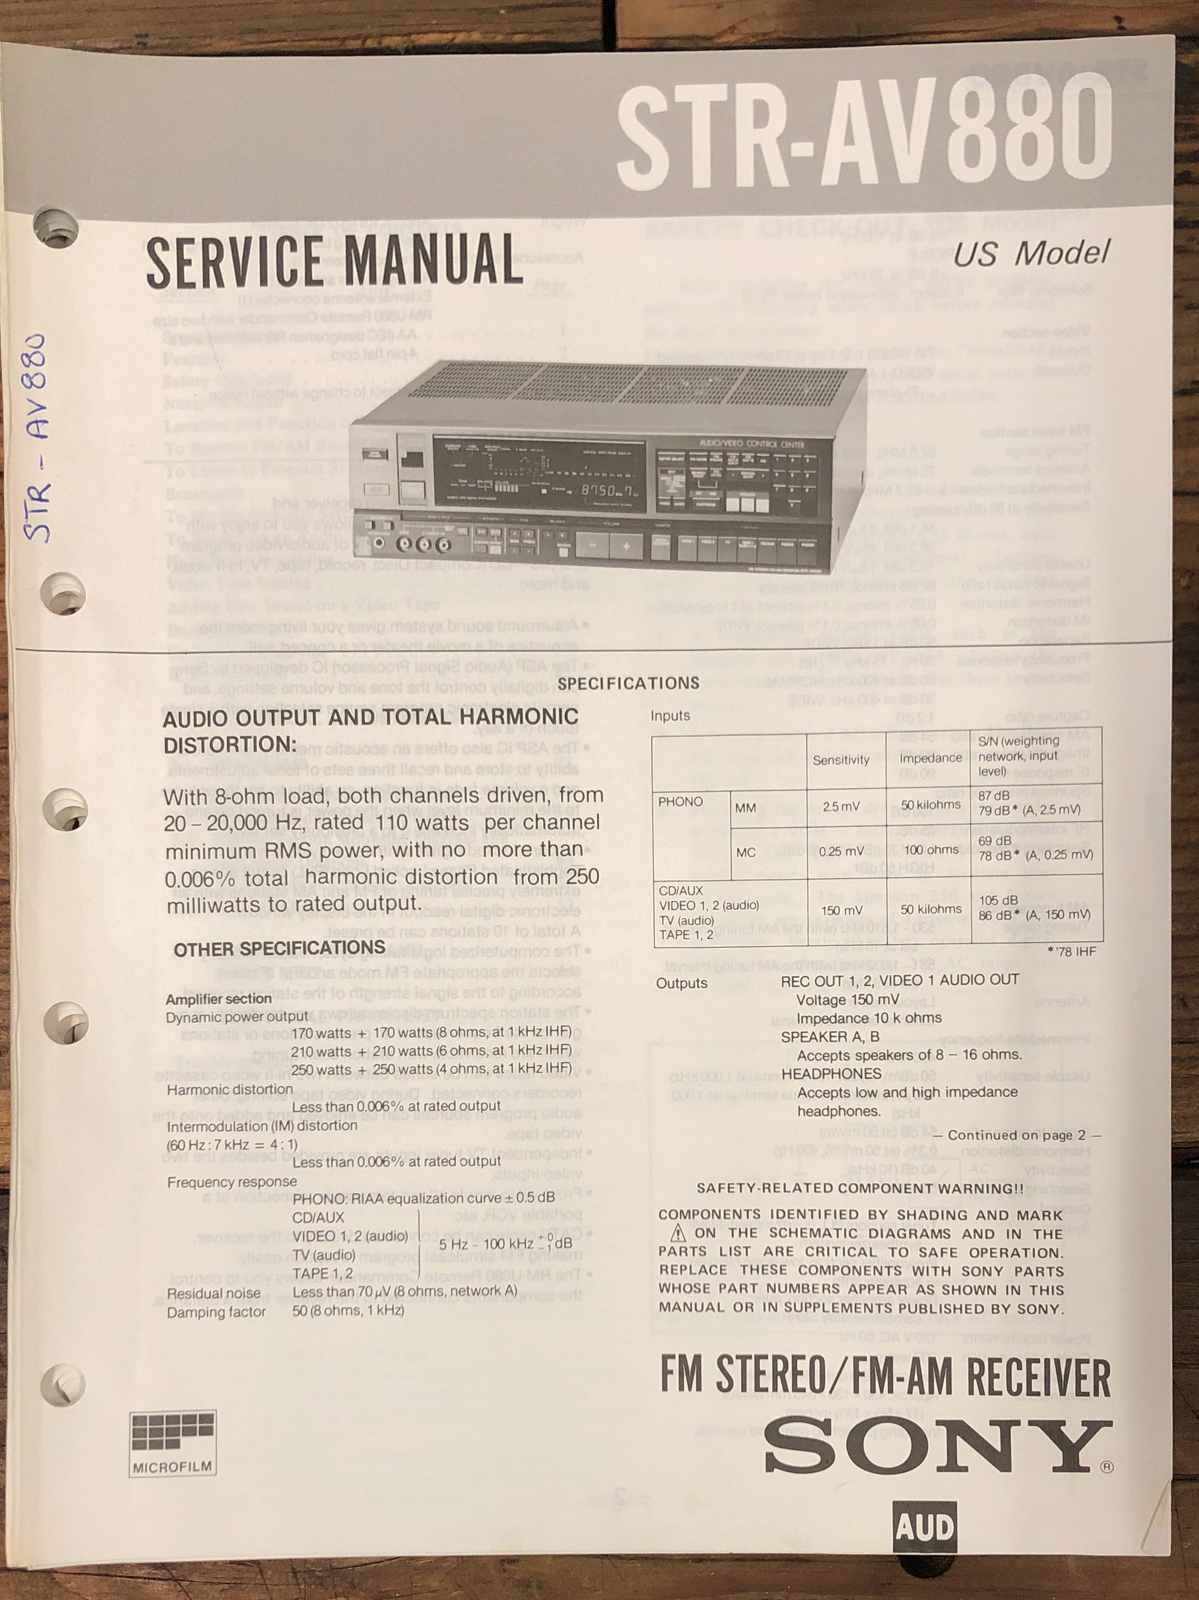 STR-AV880
SERVICE MANUAL
US Model
STR - AV880
AUDIO/VIDEO CONTROL CENTER
SPECIFICATIONS
AUDIO OUTPUT AND TOTAL HARMONIC
DISTORTION:
With 8-ohm load, both channels driven, from
20 – 20,000 Hz, rated 110 watts per channel
minimum RMS power, with no more than
0.006% total harmonic distortion from 250
milliwatts to rated output.
OTHER SPECIFICATIONS
Amplifier section
Dynamic power output
170 watts + 170 watts (8 ohms, at 1 kHz IHF)
210 watts + 210 watts (6 ohms, at 1 kHz IHF)
250 watts + 250 watts (4 ohms, at 1 kHz IHF)
Harmonic distortion
Less than 0.006% at rated output
Intermodulation (IM) distortion
(60 Hz : 7 kHz = 4 : 1)
Less than 0.006% at rated output
Frequency response
PHONO: RIAA equalization curve ± 0.5 dB
CD/AUX
VIDEO 1, 2 (audio)
TV (audio)
TAPE 1, 2
5 Hz – 100 kHz +0 −1 dB
Residual noise Less than 70 μV (8 ohms, network A)
Damping factor 50 (8 ohms, 1 kHz)
Inputs
Sensitivity Impedance S/N (weighting network, input level)
PHONO MM 2.5 mV 50 kilohms 87 dB
79 dB* (A, 2.5 mV)
MC 0.25 mV 100 ohms 69 dB
78 dB* (A, 0.25 mV)
CD/AUX
VIDEO 1, 2 (audio)
TV (audio)
TAPE 1, 2
150 mV 50 kilohms 105 dB
86 dB* (A, 150 mV)
*'78 IHF
Outputs REC OUT 1, 2, VIDEO 1 AUDIO OUT
Voltage 150 mV
Impedance 10 k ohms
SPEAKER A, B
Accepts speakers of 8 – 16 ohms.
HEADPHONES
Accepts low and high impedance
headphones.
— Continued on page 2 —
SAFETY-RELATED COMPONENT WARNING!!
COMPONENTS IDENTIFIED BY SHADING AND MARK
⚠ ON THE SCHEMATIC DIAGRAMS AND IN THE
PARTS LIST ARE CRITICAL TO SAFE OPERATION.
REPLACE THESE COMPONENTS WITH SONY PARTS
WHOSE PART NUMBERS APPEAR AS SHOWN IN THIS
MANUAL OR IN SUPPLEMENTS PUBLISHED BY SONY.
FM STEREO/FM-AM RECEIVER
SONY®
MICROFILM
AUD